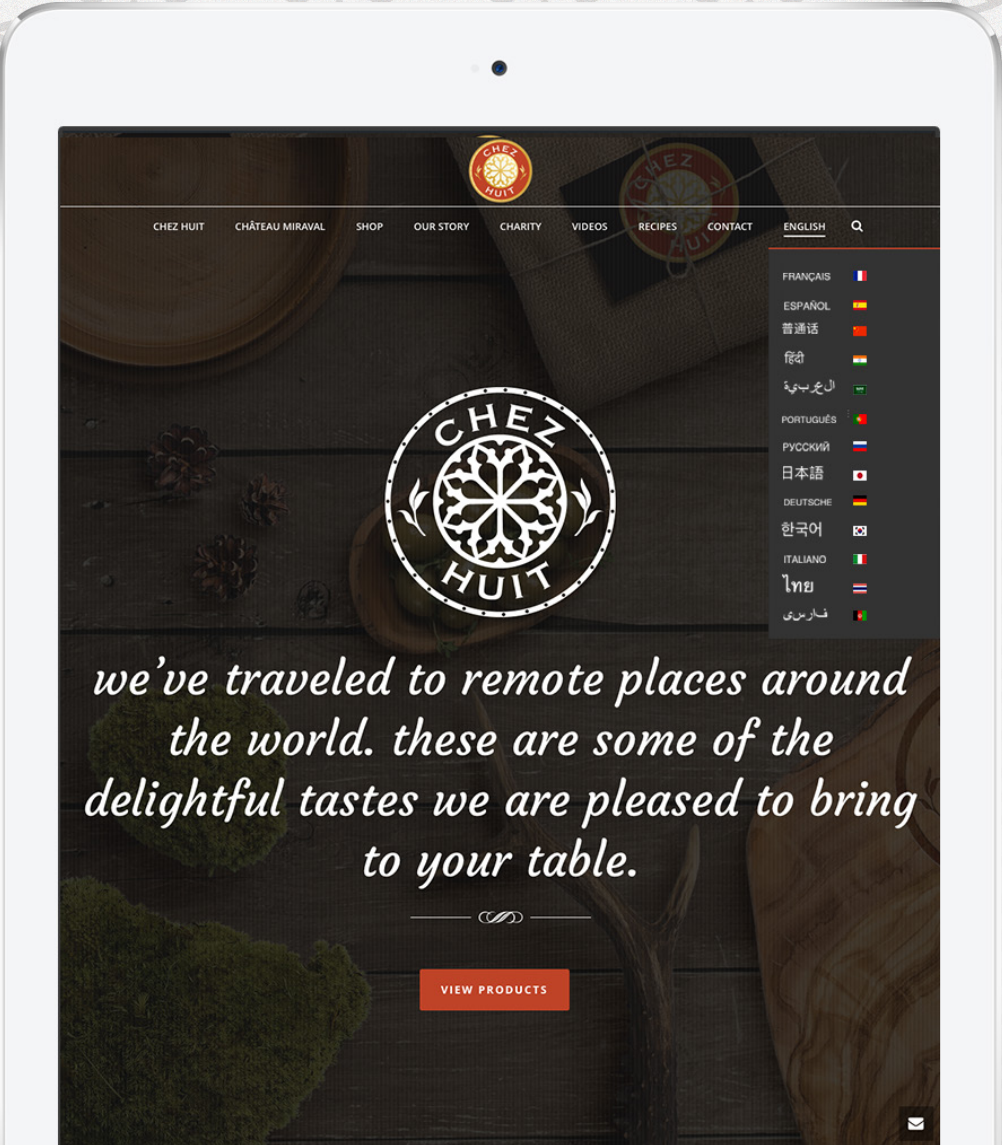 CHEZ
HUIT
CHEZ
HUIT
CHEZ HUIT
CHÂTEAU MIRAVAL
SHOP
OUR STORY
CHARITY
VIDEOS
RECIPES
CONTACT
ENGLISH
FRANÇAIS
ESPAÑOL
普通话
हिंदी
العربية
PORTUGUÊS
РУССКИЙ
日本語
DEUTSCHE
한국어
ITALIANO
ไทย
فارسی
CHEZ
HUIT
we’ve traveled to remote places around
the world. these are some of the
delightful tastes we are pleased to bring
to your table.
VIEW PRODUCTS